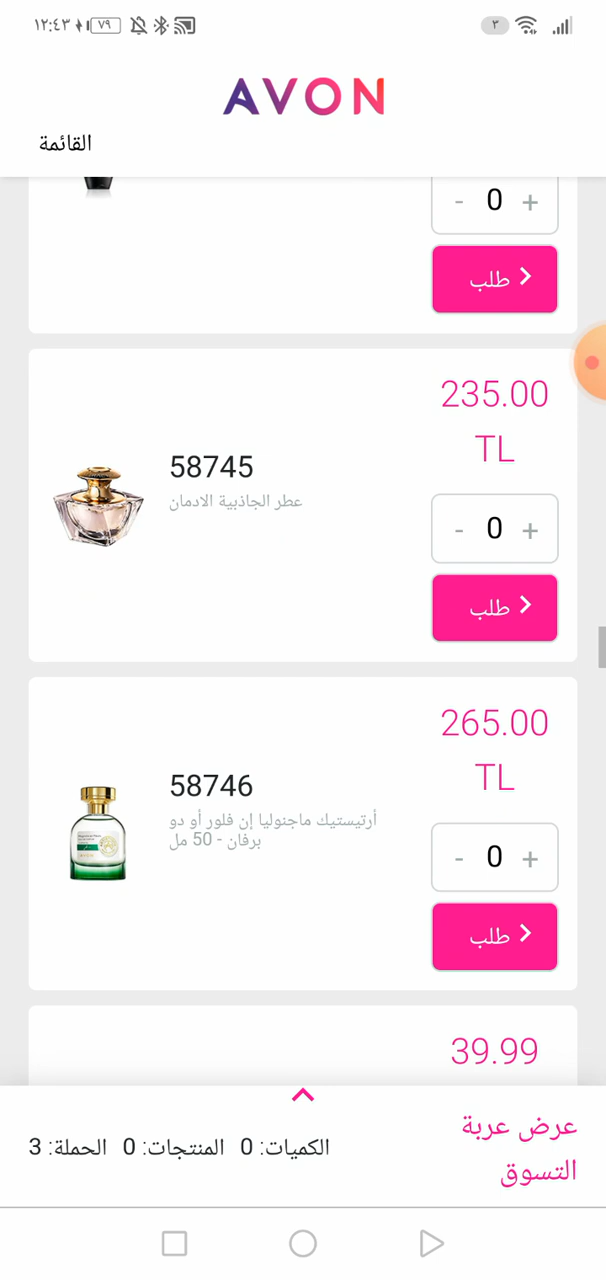 ١٢:٤٣
٧٩
٣
AVON
القائمة
- 0 +
طلب
235.00
TL
58745
عطر الجاذبية الادمان
- 0 +
طلب
265.00
TL
58746
أرتيستيك ماجنوليا إن فلور أو دو
برفان - 50 مل
- 0 +
طلب
39.99
عرض عربة
التسوق
الكميات: 0 المنتجات: 0 الحملة: 3